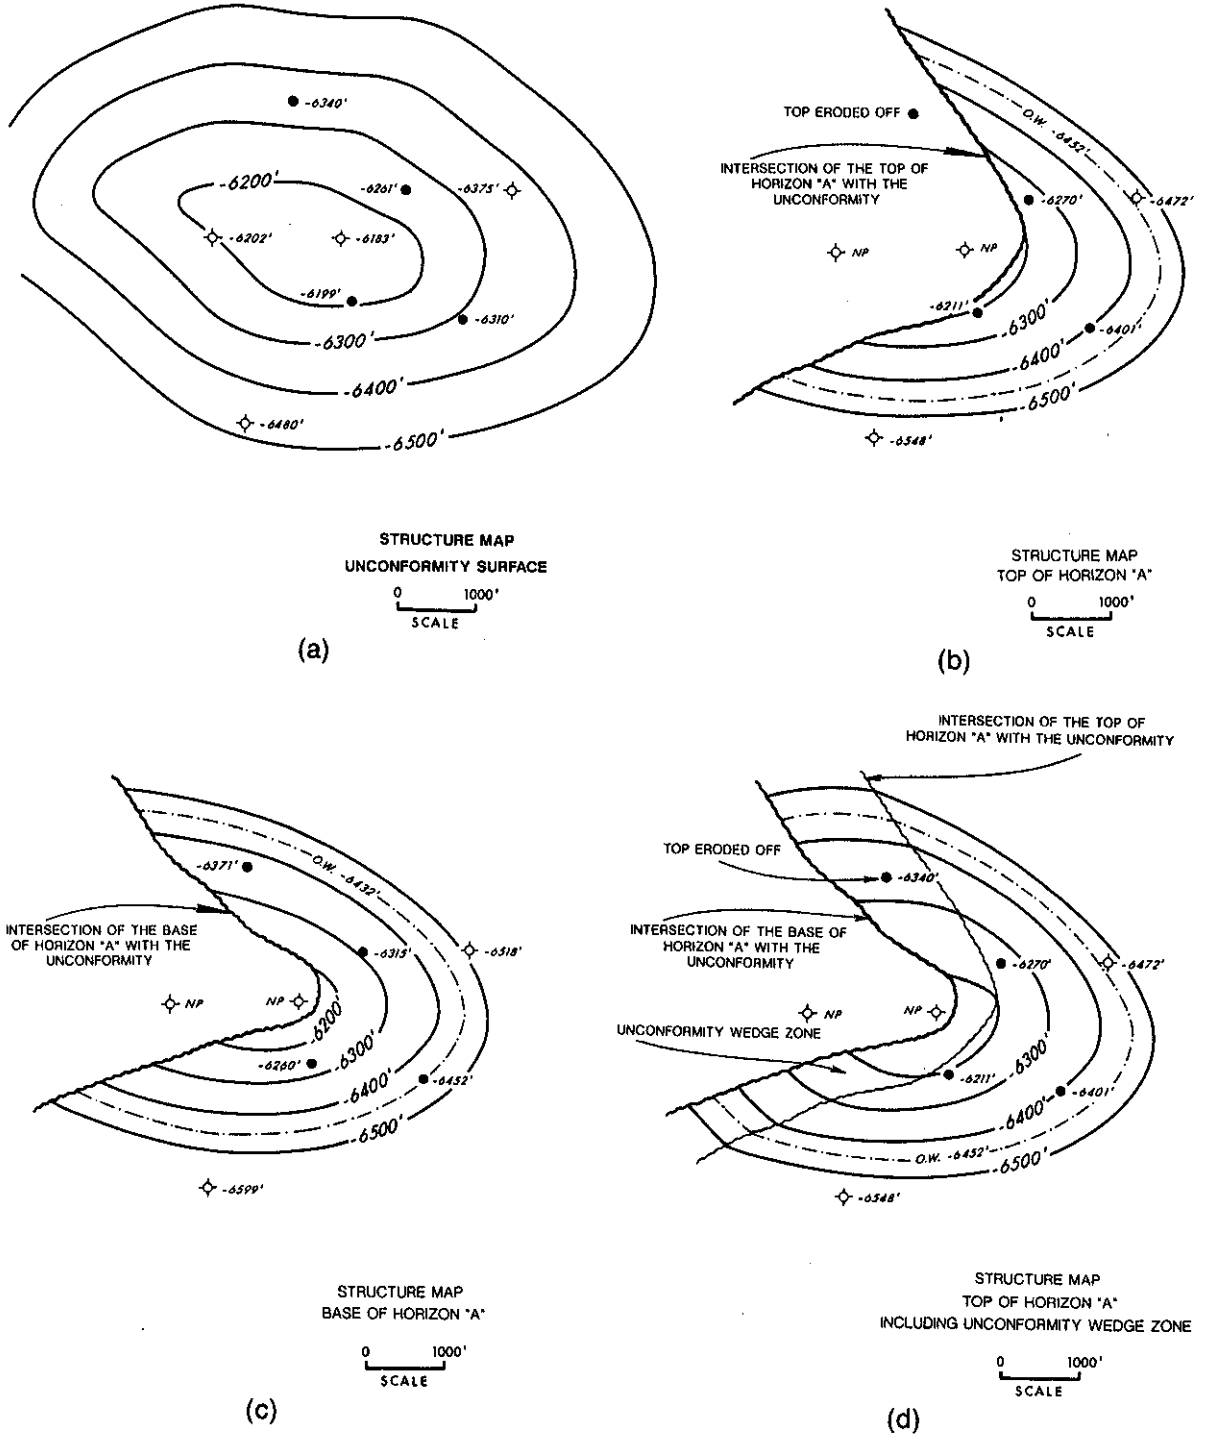 -6340'
-6200'
-6261'
-6375'
-6202'
-6183'
-6199'
-6310'
-6300'
-6400'
-6480'
-6500'
STRUCTURE MAP
UNCONFORMITY SURFACE
0 1000'
SCALE
(a)
TOP ERODED OFF
O.W. -6452'
INTERSECTION OF THE TOP OF
HORIZON "A" WITH THE
UNCONFORMITY
-6270'
-6472'
NP
NP
-6211'
-6300'
-6401'
-6400'
-6500'
-6548'
STRUCTURE MAP
TOP OF HORIZON "A"
0 1000'
SCALE
(b)
-6371'
O.W. -6432'
INTERSECTION OF THE BASE
OF HORIZON "A" WITH THE
UNCONFORMITY
-6315'
-6518'
NP
NP
-6200'
-6260'
-6300'
-6452'
-6400'
-6500'
-6599'
STRUCTURE MAP
BASE OF HORIZON "A"
0 1000'
SCALE
(c)
INTERSECTION OF THE TOP OF
HORIZON "A" WITH THE UNCONFORMITY
TOP ERODED OFF
-6340'
INTERSECTION OF THE BASE OF
HORIZON "A" WITH THE
UNCONFORMITY
-6270'
-6472'
NP
NP
UNCONFORMITY WEDGE ZONE
-6211'
-6300'
-6401'
-6400'
O.W. -6452'
-6500'
-6548'
STRUCTURE MAP
TOP OF HORIZON "A"
INCLUDING UNCONFORMITY WEDGE ZONE
0 1000'
SCALE
(d)